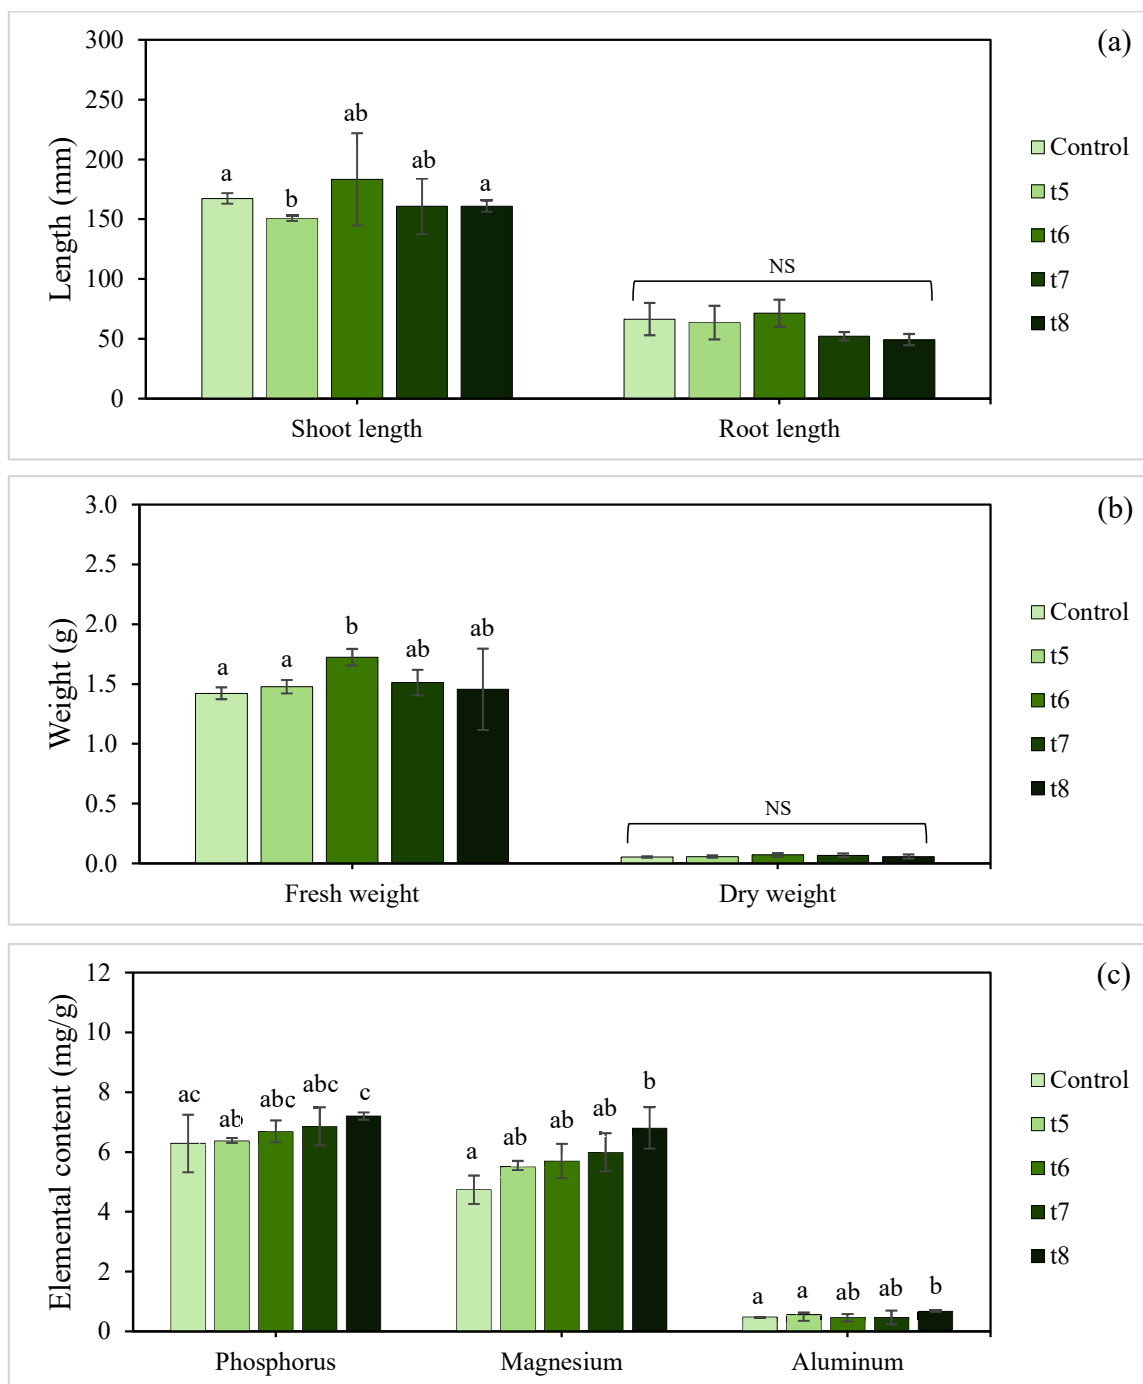 (a)
300
250
200
150
100
50
0
Length (mm)
a
b
ab
ab
a
NS
Shoot length
Root length
Control
t5
t6
t7
t8
(b)
3.0
2.5
2.0
1.5
1.0
0.5
0.0
Weight (g)
a
a
b
ab
ab
NS
Fresh weight
Dry weight
Control
t5
t6
t7
t8
(c)
12
10
8
6
4
2
0
Elemental content (mg/g)
ac
ab
abc
abc
c
a
ab
ab
ab
b
a
a
ab
ab
b
Phosphorus
Magnesium
Aluminum
Control
t5
t6
t7
t8